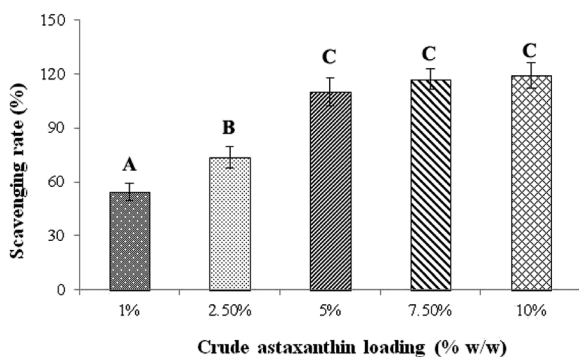 150
120
90
60
30
0
Scavenging rate (%)
A
B
C
C
C
1%
2.50%
5%
7.50%
10%
Crude astaxanthin loading (% w/w)